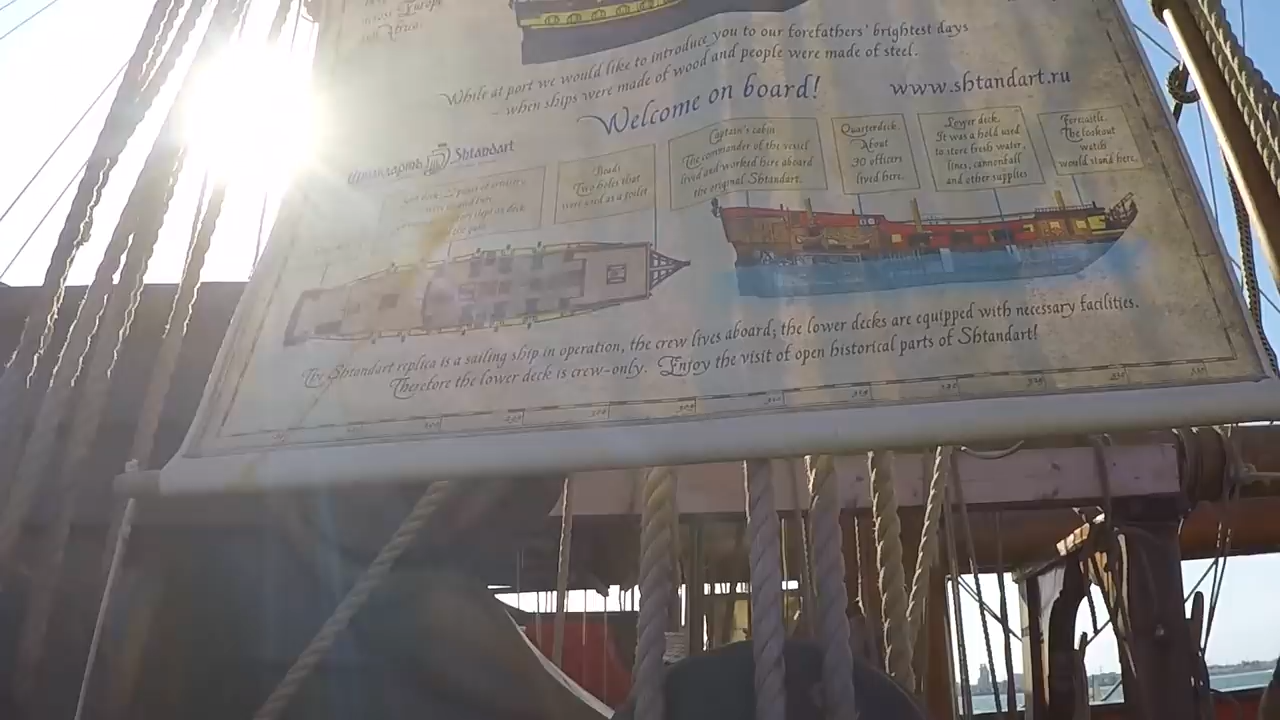 across Europe
While at port we would like to introduce you to our forefathers' brightest days
- when ships were made of wood and people were made of steel.
Welcome on board!
www.shtandart.ru
Shtandart
Heads
Two holes that
were used as a toilet
Captain's cabin
The commander of the vessel
lived and worked here aboard
the original Shtandart.
Quarterdeck.
About
30 officers
lived here.
Lower deck.
It was a hold used
to store fresh water,
lines, cannonball
and other supplies
Forecastle.
The lookout
watch
would stand here.
The Shtandart replica is a sailing ship in operation, the crew lives aboard; the lower decks are equipped with necessary facilities.
Therefore the lower deck is crew-only. Enjoy the visit of open historical parts of Shtandart!